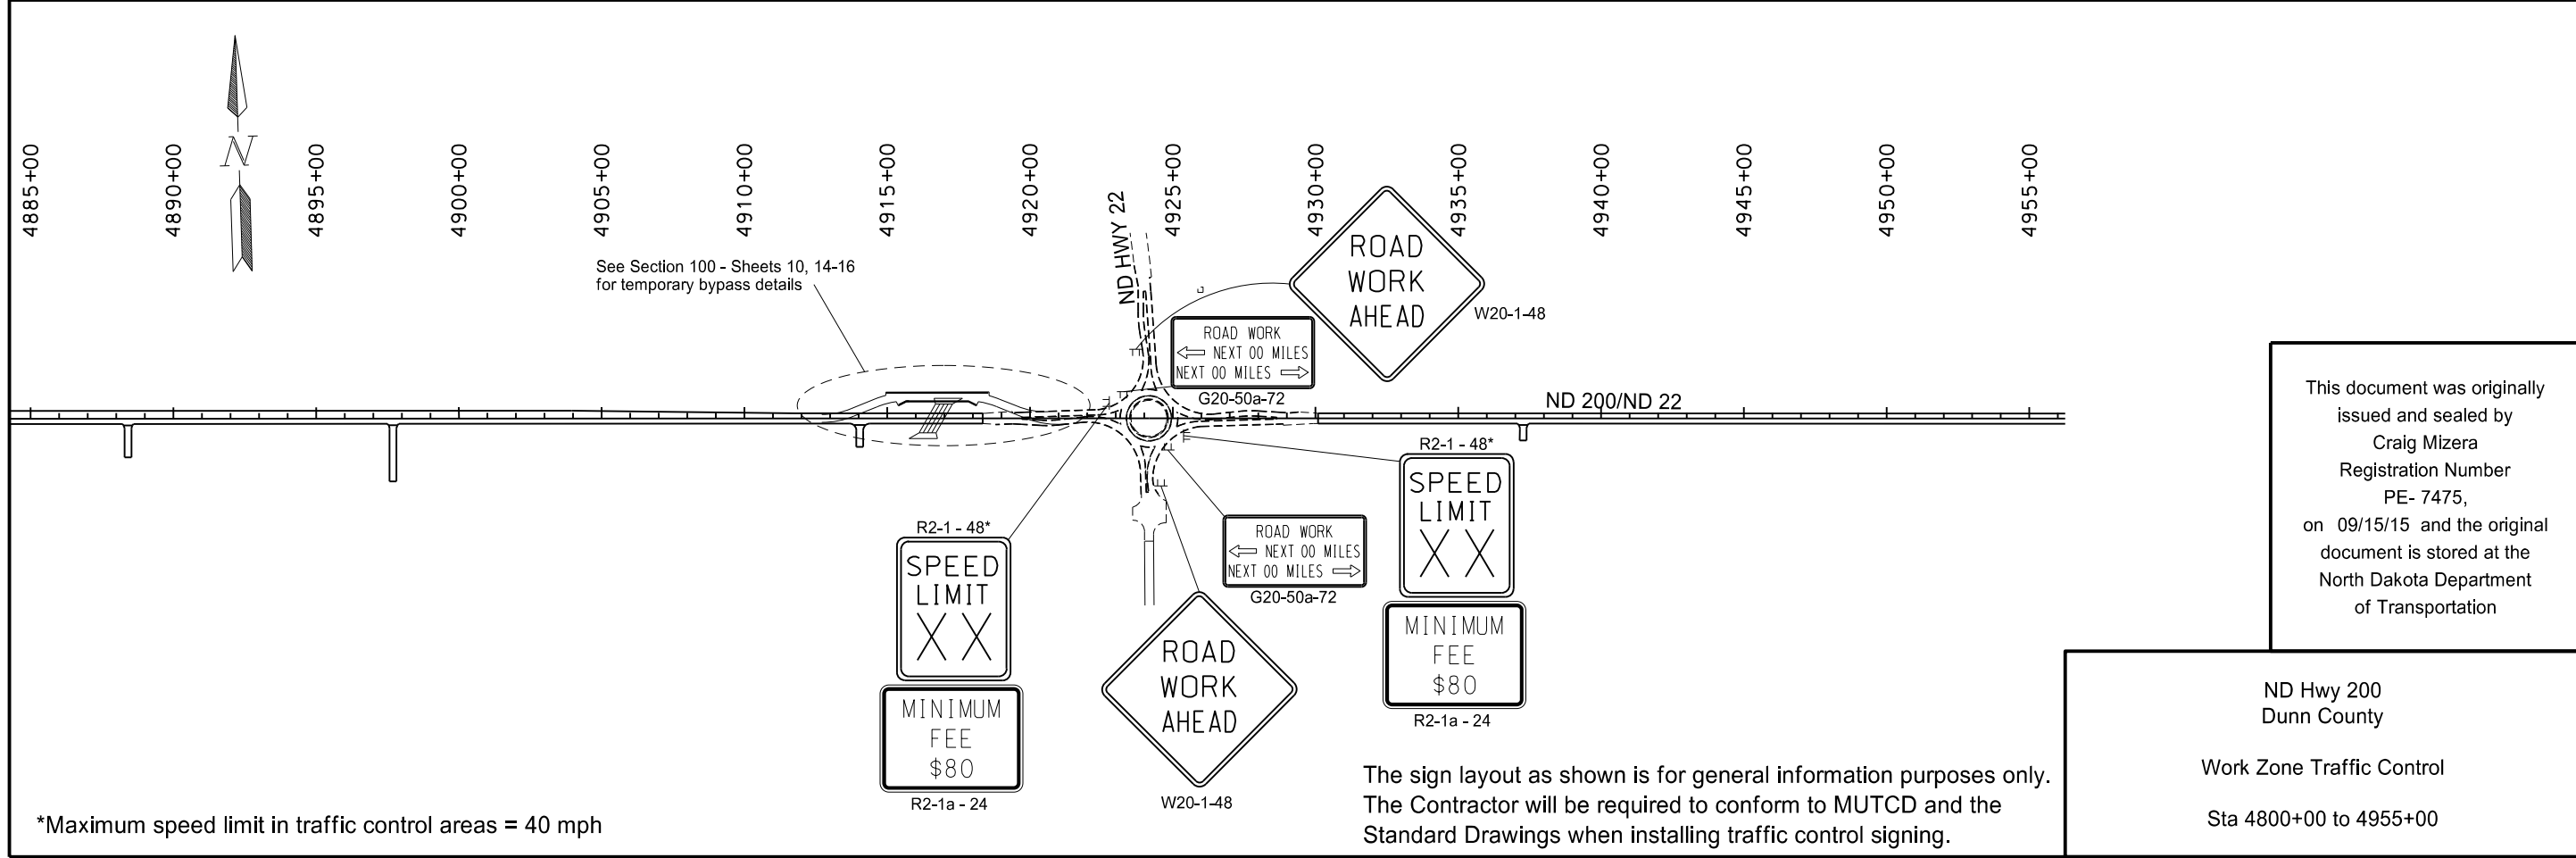 N
4885+00
4890+00
4895+00
4900+00
4905+00
4910+00
4915+00
4920+00
4925+00
4930+00
4935+00
4940+00
4945+00
4950+00
4955+00
ND HWY 22
See Section 100 - Sheets 10, 14-16
for temporary bypass details
ROAD
WORK
AHEAD
W20-1-48
ROAD WORK
NEXT 00 MILES
NEXT 00 MILES
G20-50a-72
ND 200/ND 22
R2-1 - 48*
SPEED
LIMIT
XX
MINIMUM
FEE
$80
R2-1a - 24
R2-1 - 48*
SPEED
LIMIT
XX
MINIMUM
FEE
$80
R2-1a - 24
ROAD WORK
NEXT 00 MILES
NEXT 00 MILES
G20-50a-72
ROAD
WORK
AHEAD
W20-1-48
*Maximum speed limit in traffic control areas = 40 mph
The sign layout as shown is for general information purposes only.
The Contractor will be required to conform to MUTCD and the
Standard Drawings when installing traffic control signing.
This document was originally
issued and sealed by
Craig Mizera
Registration Number
PE- 7475,
on 09/15/15 and the original
document is stored at the
North Dakota Department
of Transportation
ND Hwy 200
Dunn County
Work Zone Traffic Control
Sta 4800+00 to 4955+00